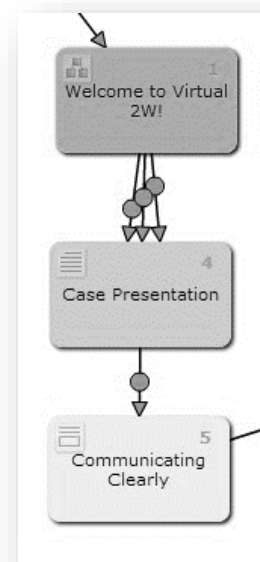 1
Welcome to Virtual
2W!
4
Case Presentation
5
Communicating
Clearly